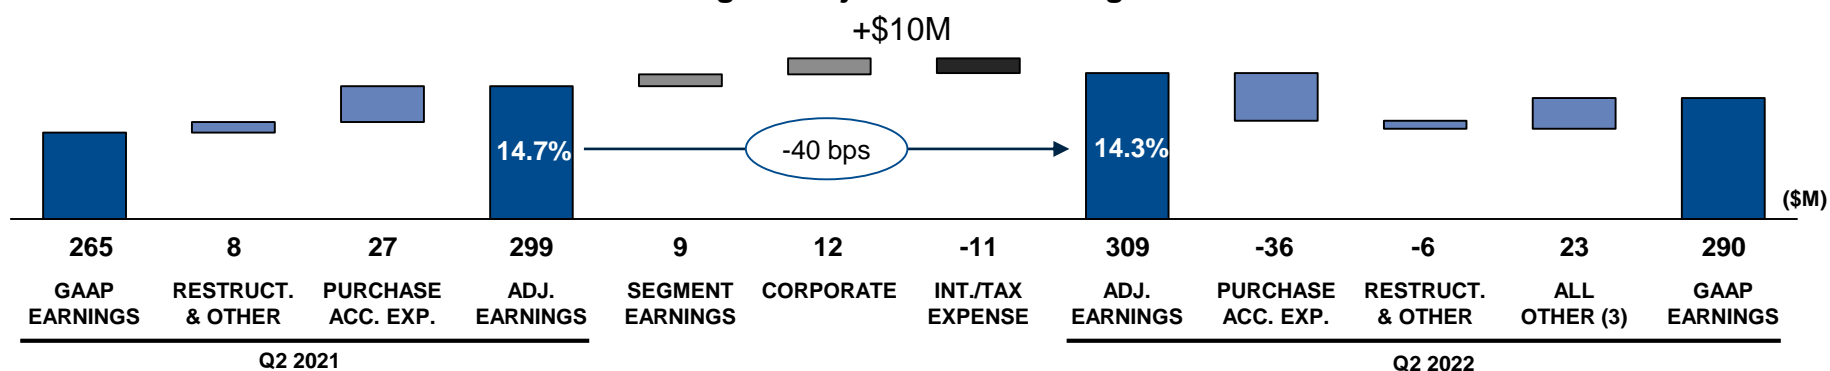 +$10M
14.7%
-40 bps
14.3%
($M)
265 8 27 299 9 12 -11 309 -36 -6 23 290
GAAP RESTRUCT. PURCHASE ADJ. SEGMENT CORPORATE INT./TAX ADJ. PURCHASE RESTRUCT. ALL GAAP
EARNINGS & OTHER ACC. EXP. EARNINGS EARNINGS EXPENSE EARNINGS ACC. EXP. & OTHER OTHER (3) EARNINGS
Q2 2021 Q2 2022